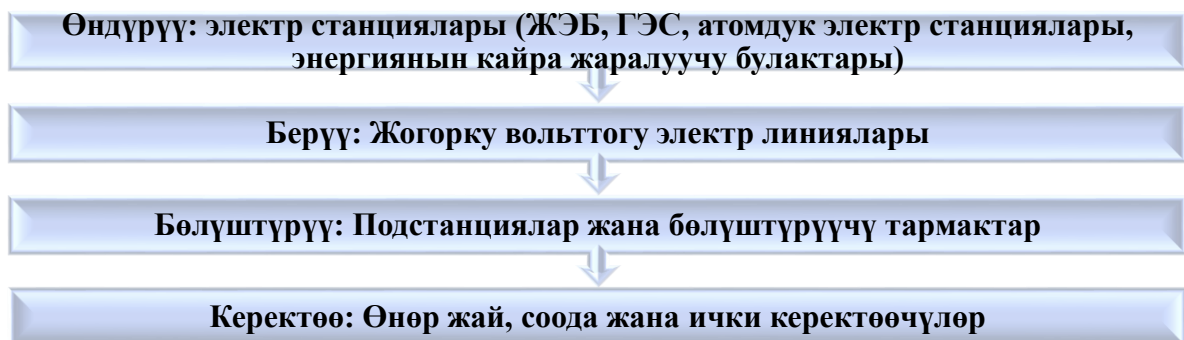 Өндүрүү: электр станциялары (ЖЭБ, ГЭС, атомдук электр станциялары,
энергиянын кайра жаралуучу булактары)
Берүү: Жогорку вольттогу электр линиялары
Бөлүштүрүү: Подстанциялар жана бөлүштүрүүчү тармактар
Керектөө: Өнөр жай, соода жана ички керектөөчүлөр